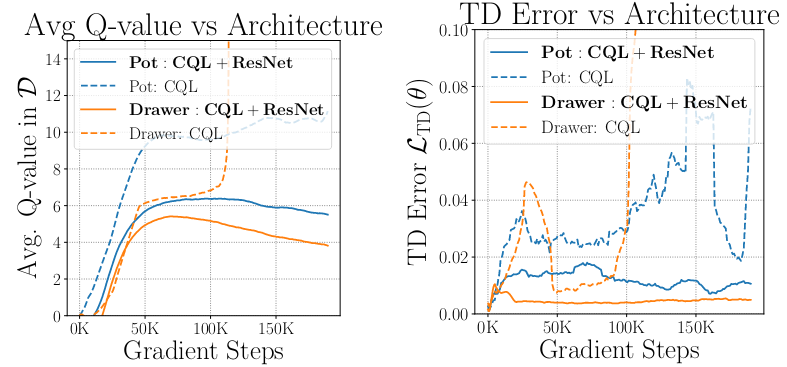 Avg Q-value vs Architecture
Avg. Q-value in 𝒟
14
12
10
8
6
4
2
0
Pot : CQL + ResNet
Pot: CQL
Drawer : CQL + ResNet
Drawer: CQL
0K 50K 100K 150K
Gradient Steps
TD Error vs Architecture
TD Error ℒTD(θ)
0.10
0.08
0.06
0.04
0.02
0.00
Pot : CQL + ResNet
Pot: CQL
Drawer : CQL + ResNet
Drawer: CQL
0K 50K 100K 150K
Gradient Steps